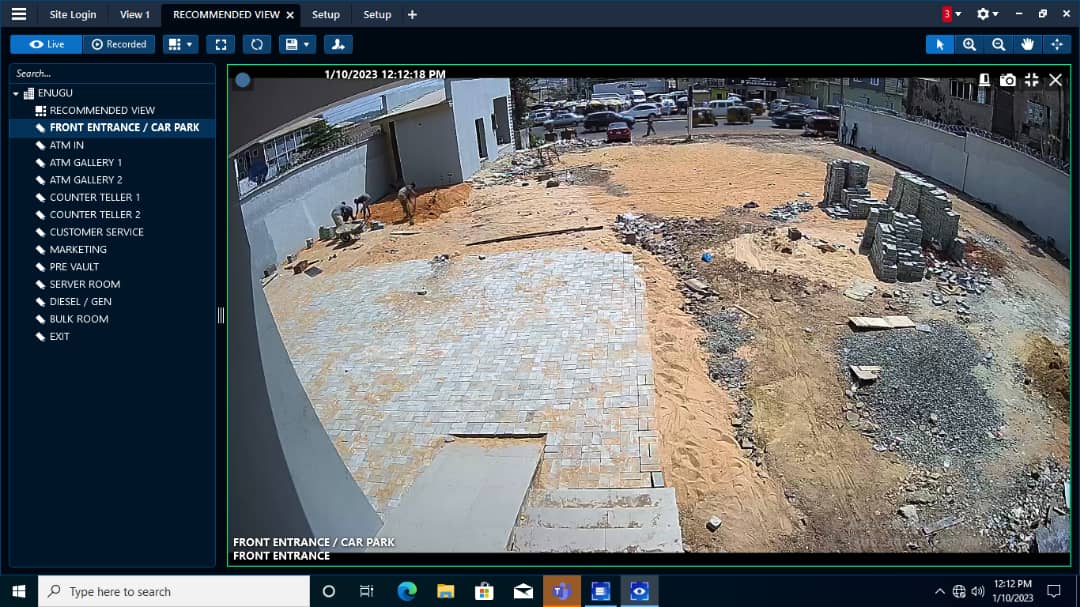 Site Login
View 1
RECOMMENDED VIEW
Setup
Setup
3
Live
Recorded
Search...
ENUGU
RECOMMENDED VIEW
FRONT ENTRANCE / CAR PARK
ATM IN
ATM GALLERY 1
ATM GALLERY 2
COUNTER TELLER 1
COUNTER TELLER 2
CUSTOMER SERVICE
MARKETING
PRE VAULT
SERVER ROOM
DIESEL / GEN
BULK ROOM
EXIT
1/10/2023 12:12:18 PM
FRONT ENTRANCE / CAR PARK
FRONT ENTRANCE
Type here to search
12:12 PM
1/10/2023